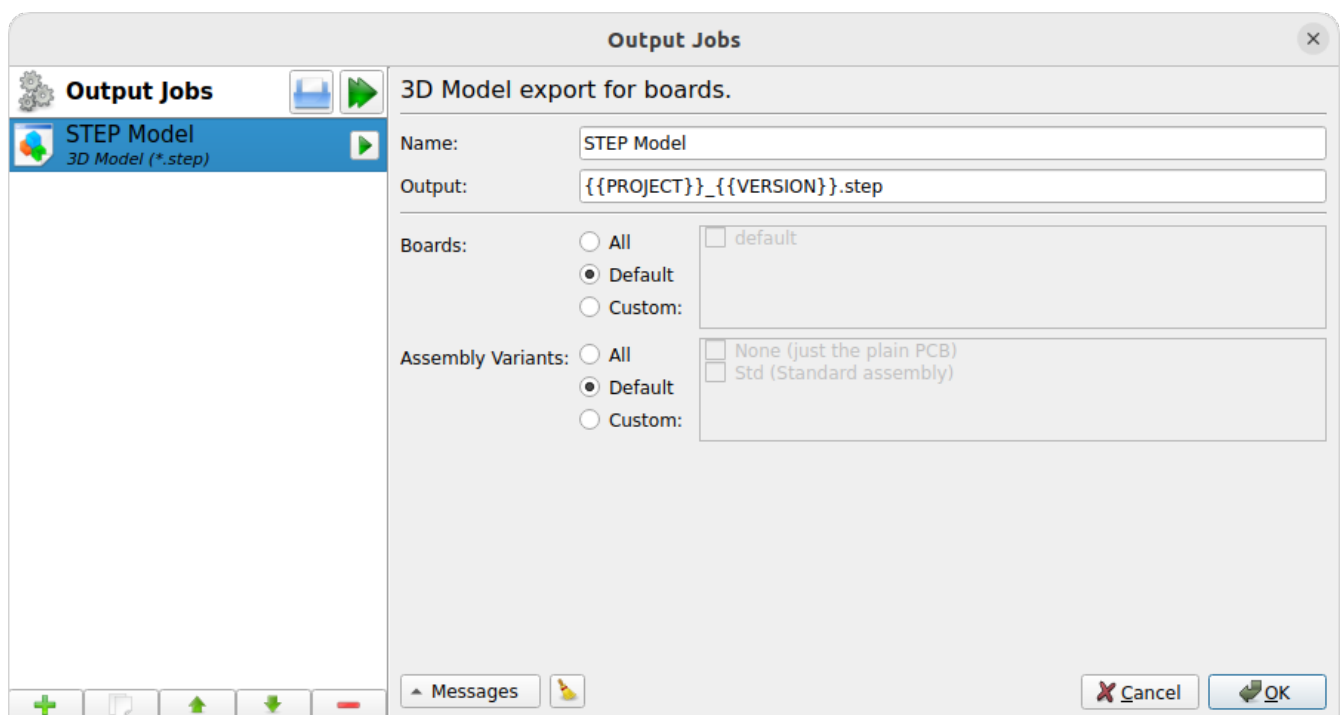 Output Jobs
Output Jobs
STEP Model
3D Model (*.step)
3D Model export for boards.
Name: STEP Model
Output: {{PROJECT}}_{{VERSION}}.step
Boards:
All
Default
Custom:
default
Assembly Variants:
All
Default
Custom:
None (just the plain PCB)
Std (Standard assembly)
Messages
Cancel
OK